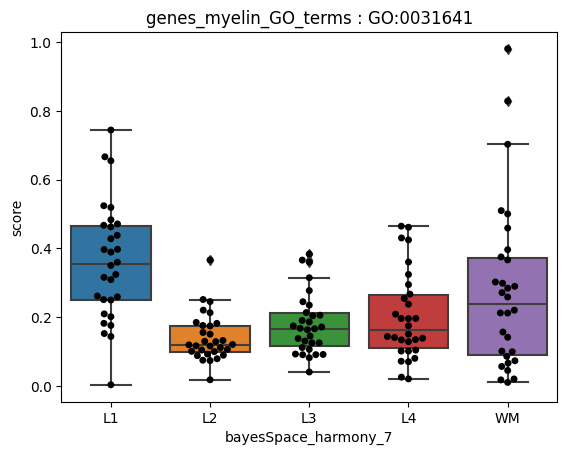 genes_myelin_GO_terms : GO:0031641
1.0
0.8
0.6
0.4
0.2
0.0
score
L1 L2 L3 L4 WM
bayesSpace_harmony_7